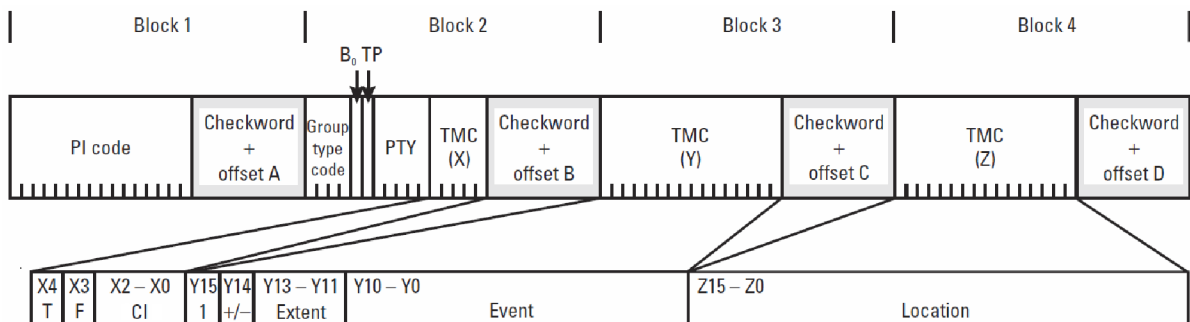 Block 1 Block 2 Block 3 Block 4
B₀ TP
PI code
Checkword
+
offset A
Group
type
code
PTY
TMC
(X)
Checkword
+
offset B
TMC
(Y)
Checkword
+
offset C
TMC
(Z)
Checkword
+
offset D
X4 X3 X2 – X0 Y15 Y14 Y13 – Y11 Y10 – Y0 Z15 – Z0
T F CI 1 +/– Extent Event Location